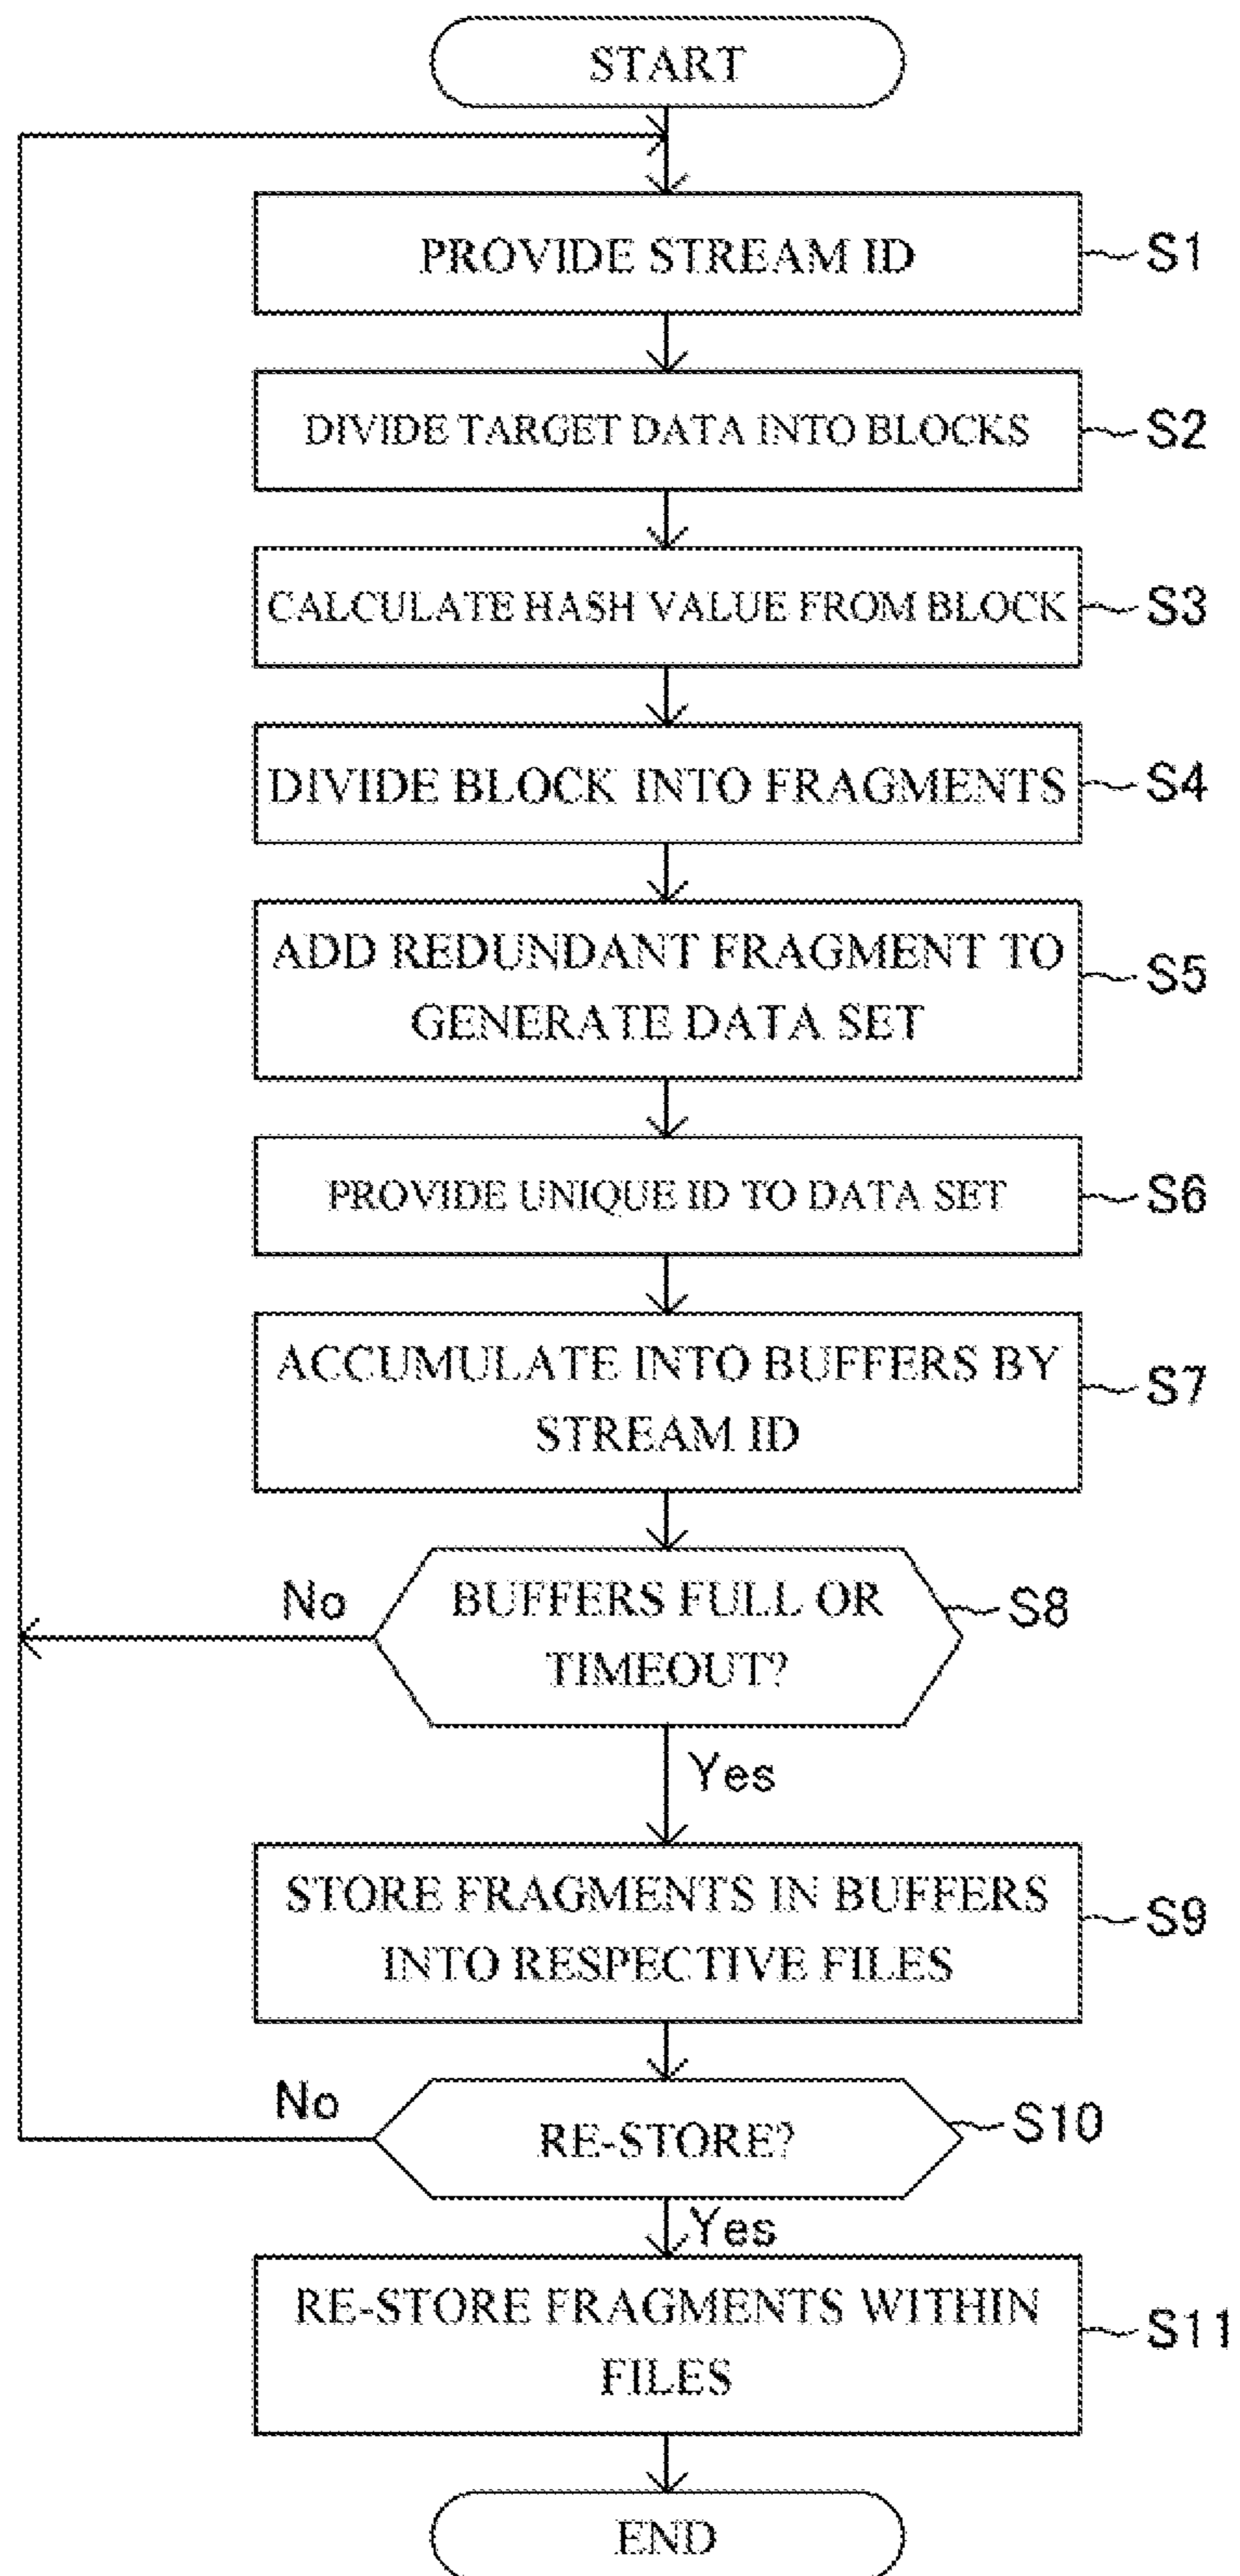 START
PROVIDE STREAM ID
S1
DIVIDE TARGET DATA INTO BLOCKS
S2
CALCULATE HASH VALUE FROM BLOCK
S3
DIVIDE BLOCK INTO FRAGMENTS
S4
ADD REDUNDANT FRAGMENT TO
GENERATE DATA SET
S5
PROVIDE UNIQUE ID TO DATA SET
S6
ACCUMULATE INTO BUFFERS BY
STREAM ID
S7
No
BUFFERS FULL OR
TIMEOUT?
S8
Yes
STORE FRAGMENTS IN BUFFERS
INTO RESPECTIVE FILES
S9
No
RE-STORE?
S10
Yes
RE-STORE FRAGMENTS WITHIN
FILES
S11
END